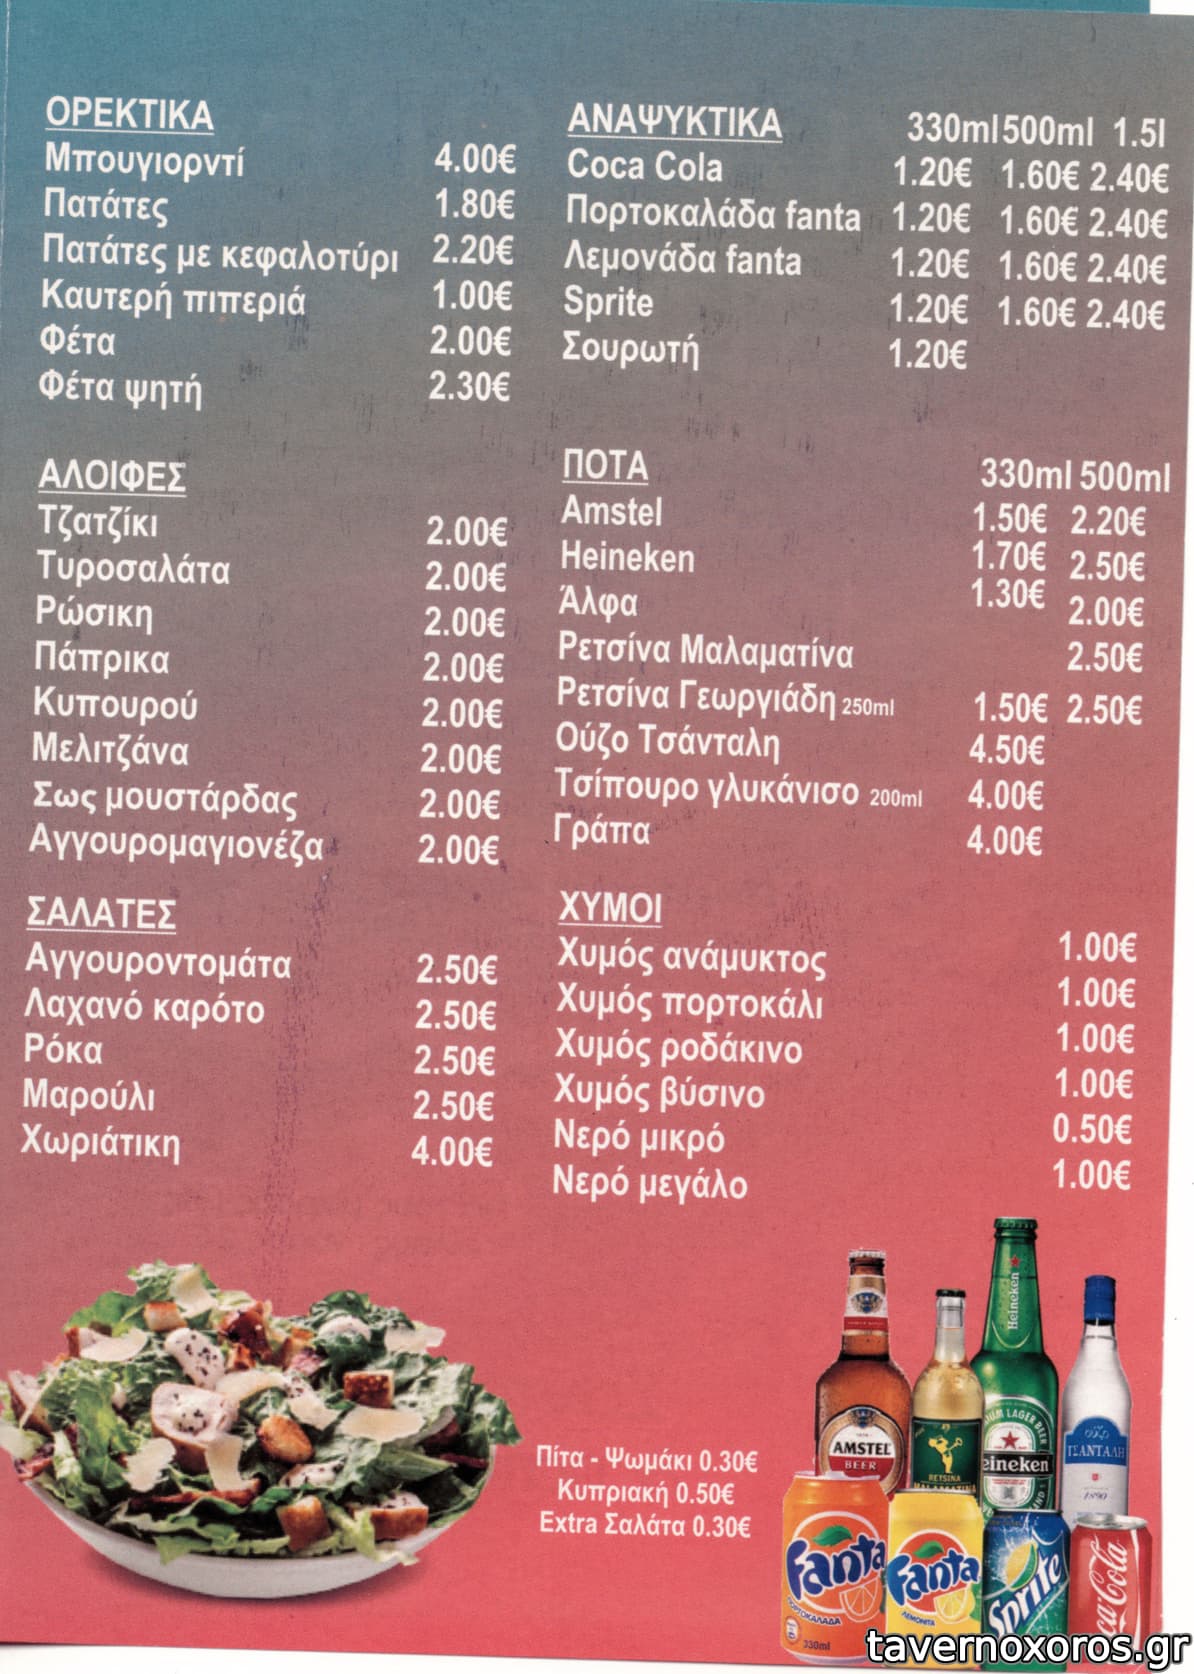 ΟΡΕΚΤΙΚΑ
Μπουγιορντί 4.00€
Πατάτες 1.80€
Πατάτες με κεφαλοτύρι 2.20€
Καυτερή πιπεριά 1.00€
Φέτα 2.00€
Φέτα ψητή 2.30€
ΑΛΟΙΦΕΣ
Τζατζίκι 2.00€
Τυροσαλάτα 2.00€
Ρώσικη 2.00€
Πάπρικα 2.00€
Κυπουρού 2.00€
Μελιτζάνα 2.00€
Σως μουστάρδας 2.00€
Αγγουρομαγιονέζα 2.00€
ΣΑΛΑΤΕΣ
Αγγουροντομάτα 2.50€
Λαχανό καρότο 2.50€
Ρόκα 2.50€
Μαρούλι 2.50€
Χωριάτικη 4.00€
ΑΝΑΨΥΚΤΙΚΑ 330ml 500ml 1.5l
Coca Cola 1.20€ 1.60€ 2.40€
Πορτοκαλάδα fanta 1.20€ 1.60€ 2.40€
Λεμονάδα fanta 1.20€ 1.60€ 2.40€
Sprite 1.20€ 1.60€ 2.40€
Σουρωτή 1.20€
ΠΟΤΑ 330ml 500ml
Amstel 1.50€ 2.20€
Heineken 1.70€ 2.50€
Άλφα 1.30€ 2.00€
Ρετσίνα Μαλαματίνα 2.50€
Ρετσίνα Γεωργιάδη 250ml 1.50€ 2.50€
Ούζο Τσάνταλη 4.50€
Τσίπουρο γλυκάνισο 200ml 4.00€
Γράπα 4.00€
ΧΥΜΟΙ
Χυμός ανάμυκτος 1.00€
Χυμός πορτοκάλι 1.00€
Χυμός ροδάκινο 1.00€
Χυμός βύσινο 1.00€
Νερό μικρό 0.50€
Νερό μεγάλο 1.00€
Πίτα - Ψωμάκι 0.30€
Κυπριακή 0.50€
Extra Σαλάτα 0.30€
Heineken
AMSTEL
BEER
RETSINA
LAGER BEER
eineken
ΤΣΑΝΤΑΛΗ
1890
Fanta
ΠΟΡΤΟΚΑΛΑΔΑ
330ml
Fanta
ΛΕΜΟΝΙΤΑ
Sprite
ca-Cola
tavernoxoros.gr